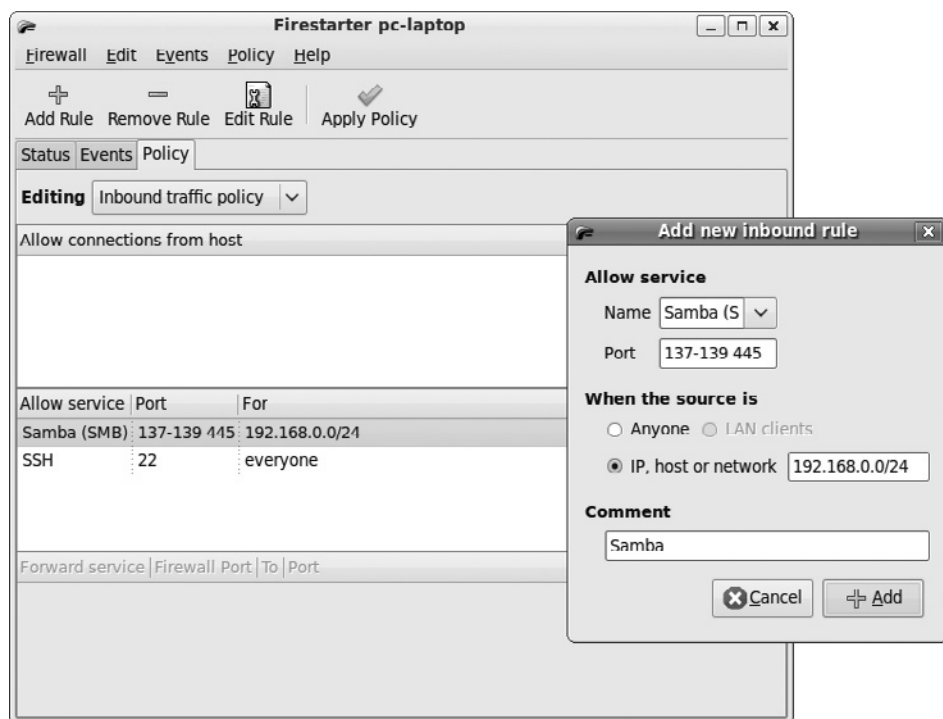 Firestarter pc-laptop
Firewall Edit Events Policy Help
Add Rule Remove Rule Edit Rule Apply Policy
Status Events Policy
Editing Inbound traffic policy
Allow connections from host
Allow service Port For
Samba (SMB) 137-139 445 192.168.0.0/24
SSH 22 everyone
Forward service Firewall Port To Port
Add new inbound rule
Allow service
Name Samba (S
Port 137-139 445
When the source is
Anyone LAN clients
IP, host or network 192.168.0.0/24
Comment
Samba
Cancel Add